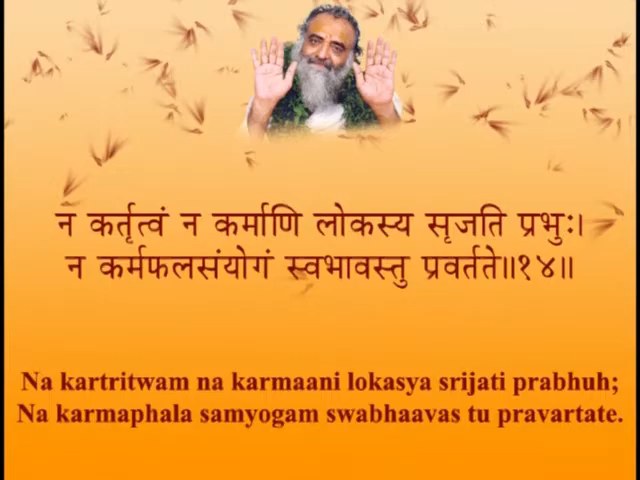 न कर्तृत्वं न कर्माणि लोकस्य सृजति प्रभुः।
न कर्मफलसंयोगं स्वभावस्तु प्रवर्तते॥१४॥
Na kartritwam na karmaani lokasya srijati prabhuh;
Na karmaphala samyogam swabhaavas tu pravartate.